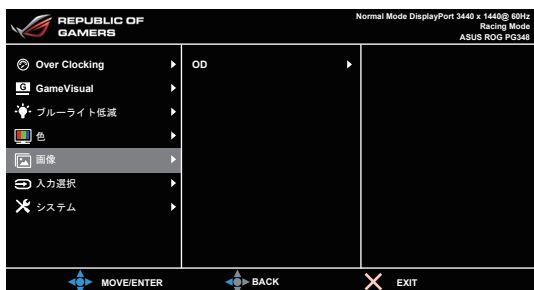 REPUBLIC OF
GAMERS
Normal Mode DisplayPort 3440 x 1440@ 60Hz
Racing Mode
ASUS ROG PG348
Over Clocking
OD
G GameVisual
ブルーライト低減
色
画像
入力選択
システム
MOVE/ENTER
BACK
EXIT